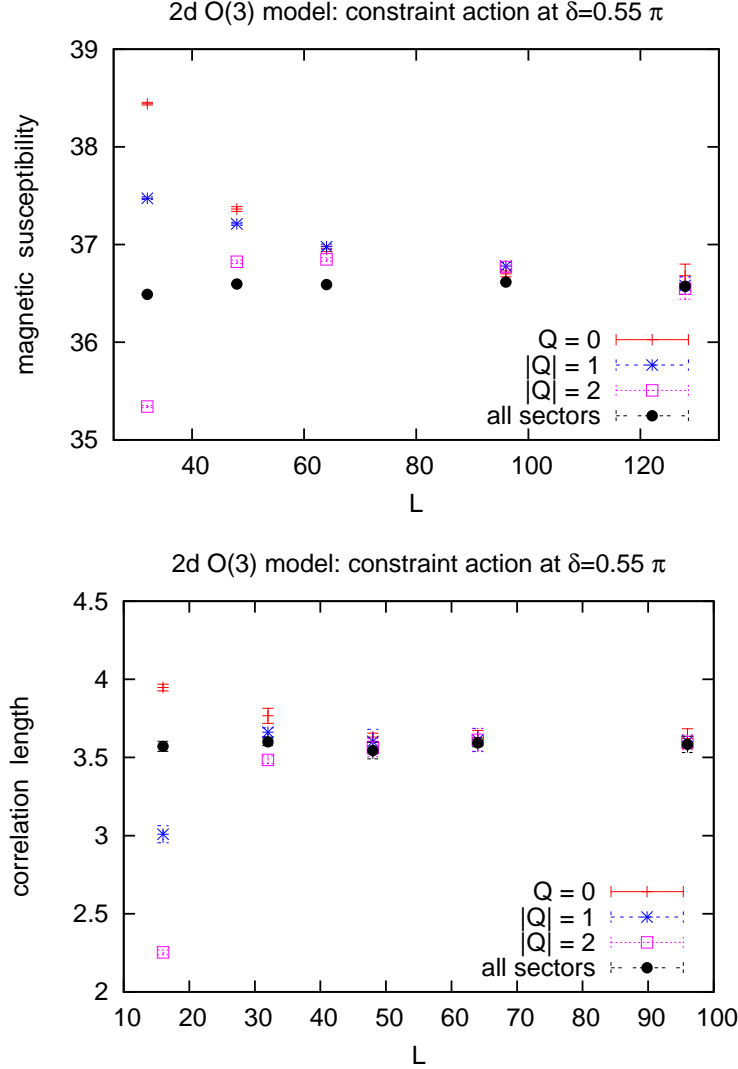 2d O(3) model: constraint action at δ=0.55 π
magnetic susceptibility
39
38
37
36
35
40
60
80
100
120
L
Q = 0
|Q| = 1
|Q| = 2
all sectors
2d O(3) model: constraint action at δ=0.55 π
correlation length
4.5
4
3.5
3
2.5
2
10
20
30
40
50
60
70
80
90
100
L
Q = 0
|Q| = 1
|Q| = 2
all sectors